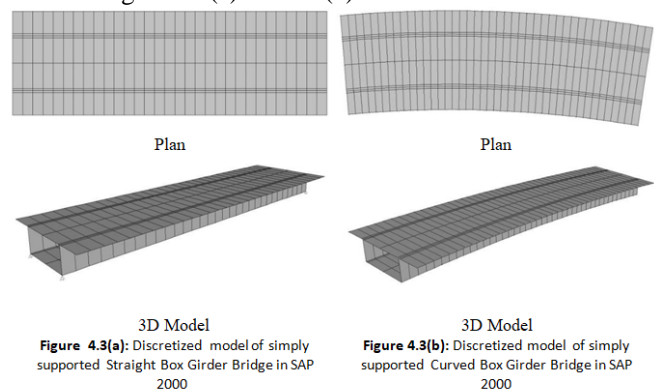 Plan
Plan
3D Model
Figure 4.3(a): Discretized model of simply
supported Straight Box Girder Bridge in SAP
2000
3D Model
Figure 4.3(b): Discretized model of simply
supported Curved Box Girder Bridge in SAP
2000